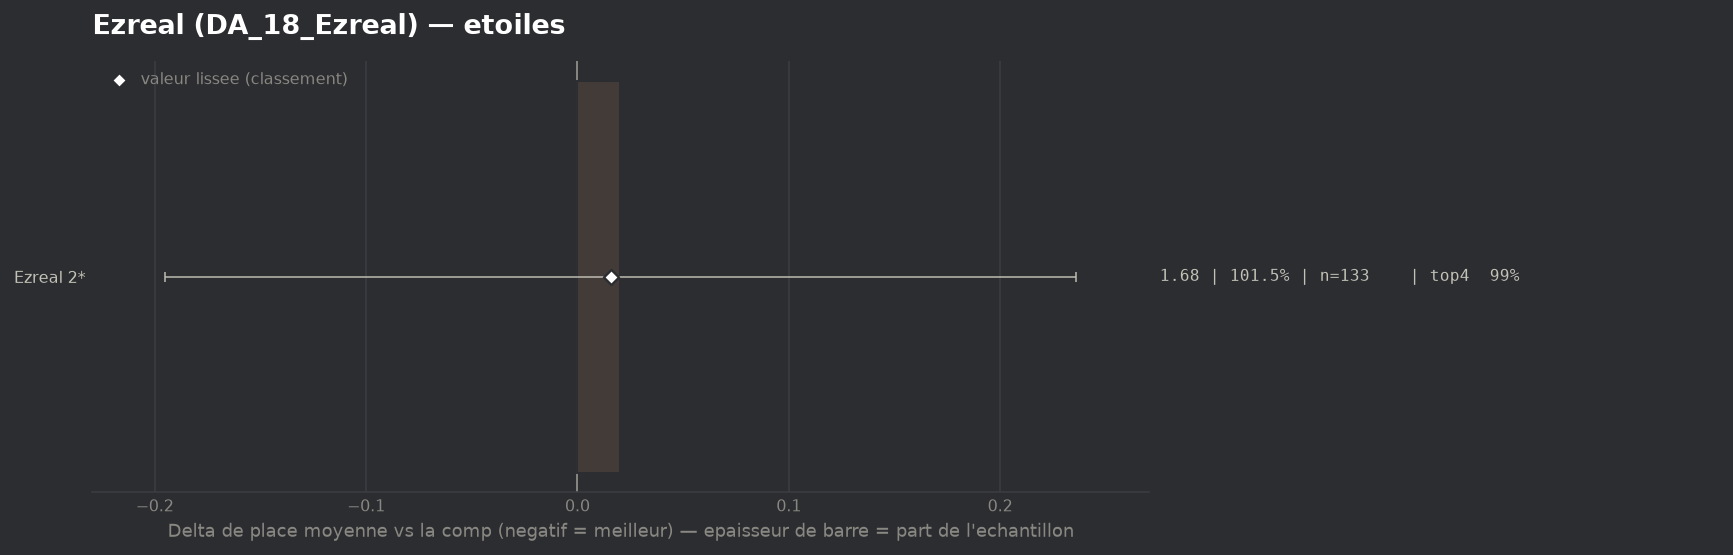 Ezreal (DA_18_Ezreal) — etoiles
◆ valeur lissee (classement)
Ezreal 2*
1.68 | 101.5% | n=133    | top4  99%
−0.2 −0.1 0.0 0.1 0.2
Delta de place moyenne vs la comp (negatif = meilleur) — epaisseur de barre = part de l'echantillon